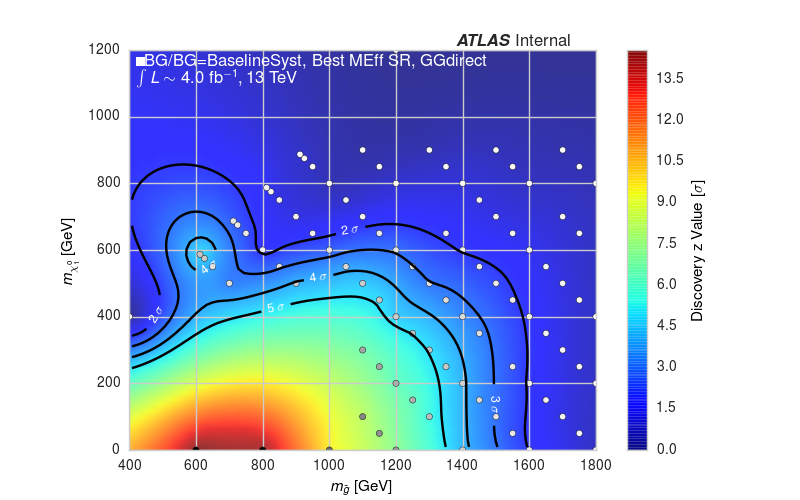 ATLAS Internal
BG/BG=BaselineSyst, Best MEff SR, GGdirect
∫ L ∼ 4.0 fb⁻¹, 13 TeV
1200
1000
800
600
400
200
0
m_χ̃₁⁰ [GeV]
2 σ
4 σ
4 σ
5 σ
2 σ
3 σ
400
600
800
1000
1200
1400
1600
1800
m_g̃ [GeV]
13.5
12.0
10.5
9.0
7.5
6.0
4.5
3.0
1.5
0.0
Discovery z Value [σ]